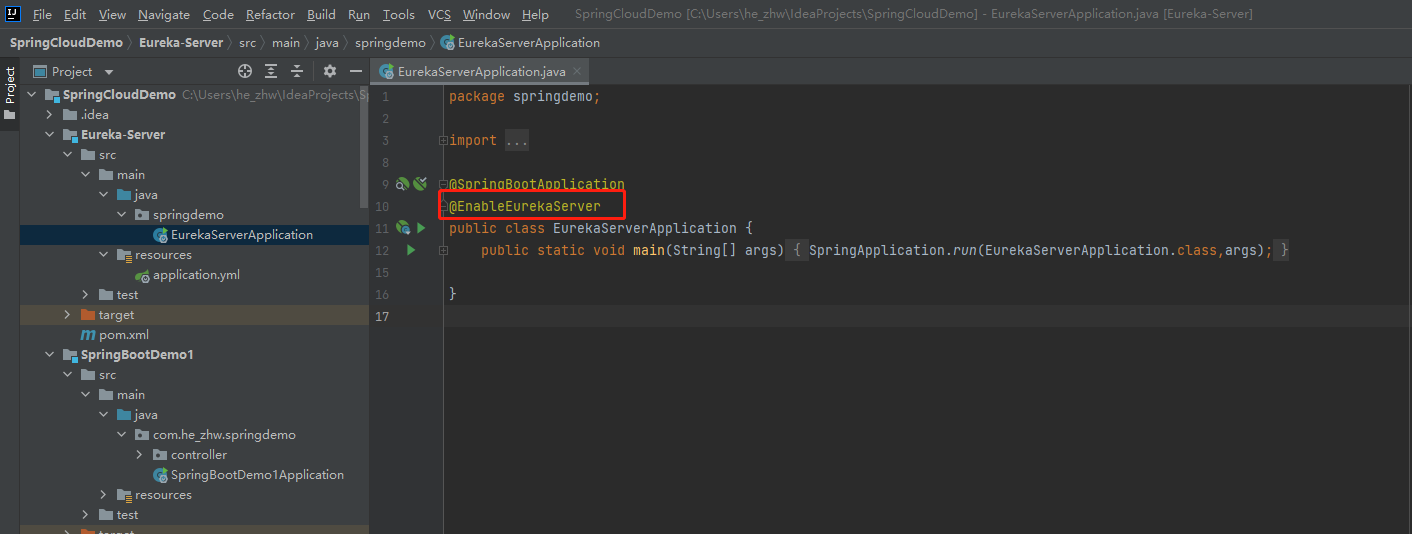 File Edit View Navigate Code Refactor Build Run Tools VCS Window Help SpringCloudDemo [C:\Users\he_zhw\IdeaProjects\SpringCloudDemo] - EurekaServerApplication.java [Eureka-Server]
SpringCloudDemo Eureka-Server src main java springdemo EurekaServerApplication
Project
Project
EurekaServerApplication.java
SpringCloudDemo C:\Users\he_zhw\IdeaProjects\
.idea
Eureka-Server
src
main
java
springdemo
EurekaServerApplication
resources
application.yml
test
target
pom.xml
SpringBootDemo1
src
main
java
com.he_zhw.springdemo
controller
SpringBootDemo1Application
resources
test
target
1 package springdemo;
2
3 import ...
8
9 @SpringBootApplication
10 @EnableEurekaServer
11 public class EurekaServerApplication {
12 public static void main(String[] args) { SpringApplication.run(EurekaServerApplication.class,args); }
15
16 }
17